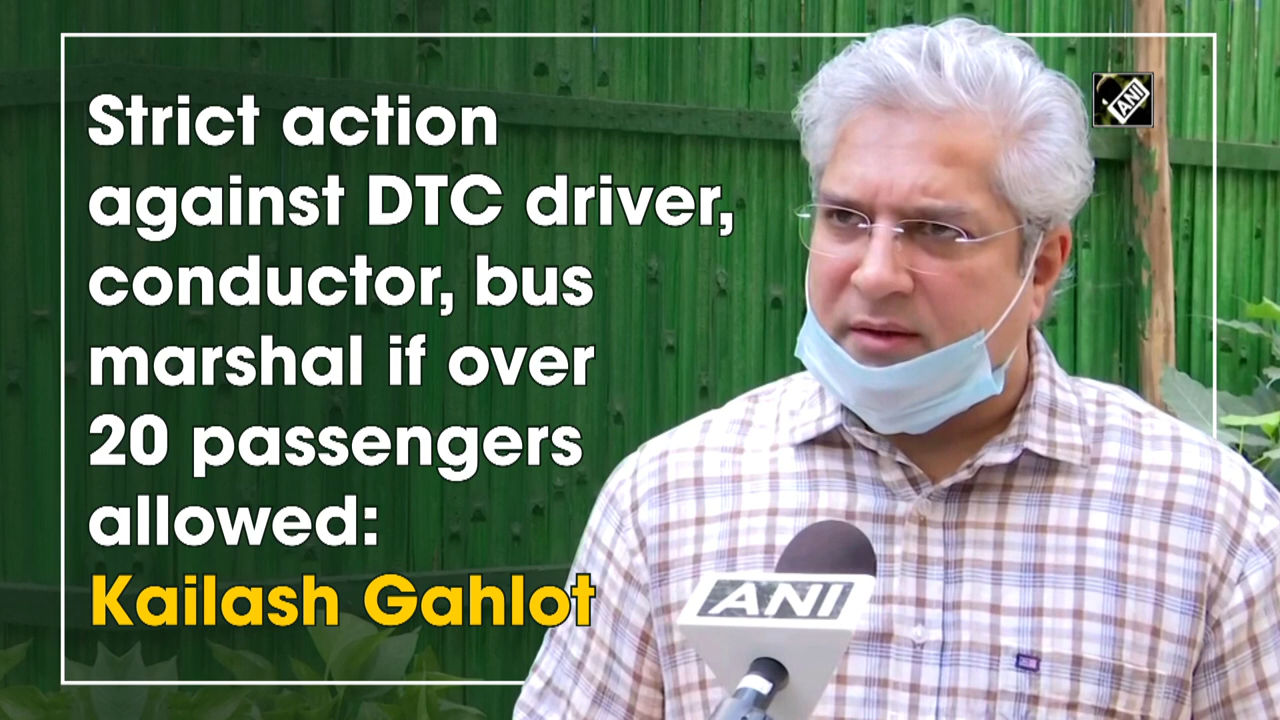 Strict action
against DTC driver,
conductor, bus
marshal if over
20 passengers
allowed:
Kailash Gahlot
ANI
ANI